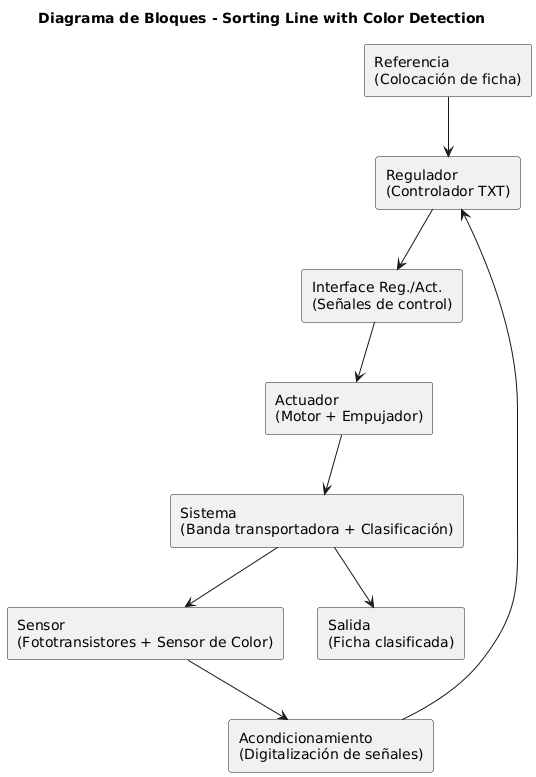 Diagrama de Bloques - Sorting Line with Color Detection
Referencia
(Colocación de ficha)
Regulador
(Controlador TXT)
Interface Reg./Act.
(Señales de control)
Actuador
(Motor + Empujador)
Sistema
(Banda transportadora + Clasificación)
Sensor
(Fototransistores + Sensor de Color)
Salida
(Ficha clasificada)
Acondicionamiento
(Digitalización de señales)